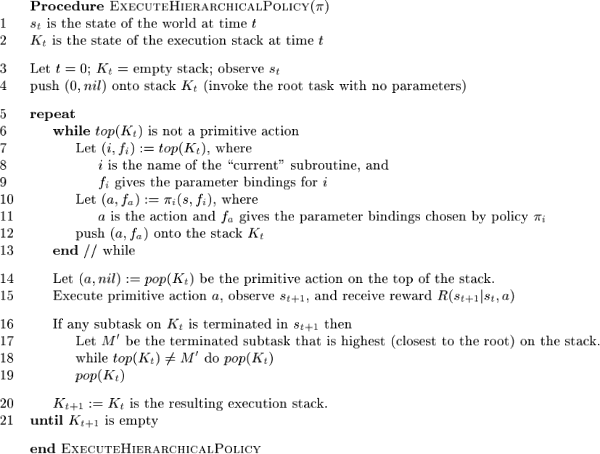 Procedure EXECUTEHIERARCHICALPOLICY(π)
1 s_t is the state of the world at time t
2 K_t is the state of the execution stack at time t
3 Let t = 0; K_t = empty stack; observe s_t
4 push (0, nil) onto stack K_t (invoke the root task with no parameters)
5 repeat
6 while top(K_t) is not a primitive action
7 Let (i, f_i) := top(K_t), where
8 i is the name of the “current” subroutine, and
9 f_i gives the parameter bindings for i
10 Let (a, f_a) := π_i(s, f_i), where
11 a is the action and f_a gives the parameter bindings chosen by policy π_i
12 push (a, f_a) onto the stack K_t
13 end // while
14 Let (a, nil) := pop(K_t) be the primitive action on the top of the stack.
15 Execute primitive action a, observe s_{t+1}, and receive reward R(s_{t+1}|s_t, a)
16 If any subtask on K_t is terminated in s_{t+1} then
17 Let M′ be the terminated subtask that is highest (closest to the root) on the stack.
18 while top(K_t) ≠ M′ do pop(K_t)
19 pop(K_t)
20 K_{t+1} := K_t is the resulting execution stack.
21 until K_{t+1} is empty
end EXECUTEHIERARCHICALPOLICY